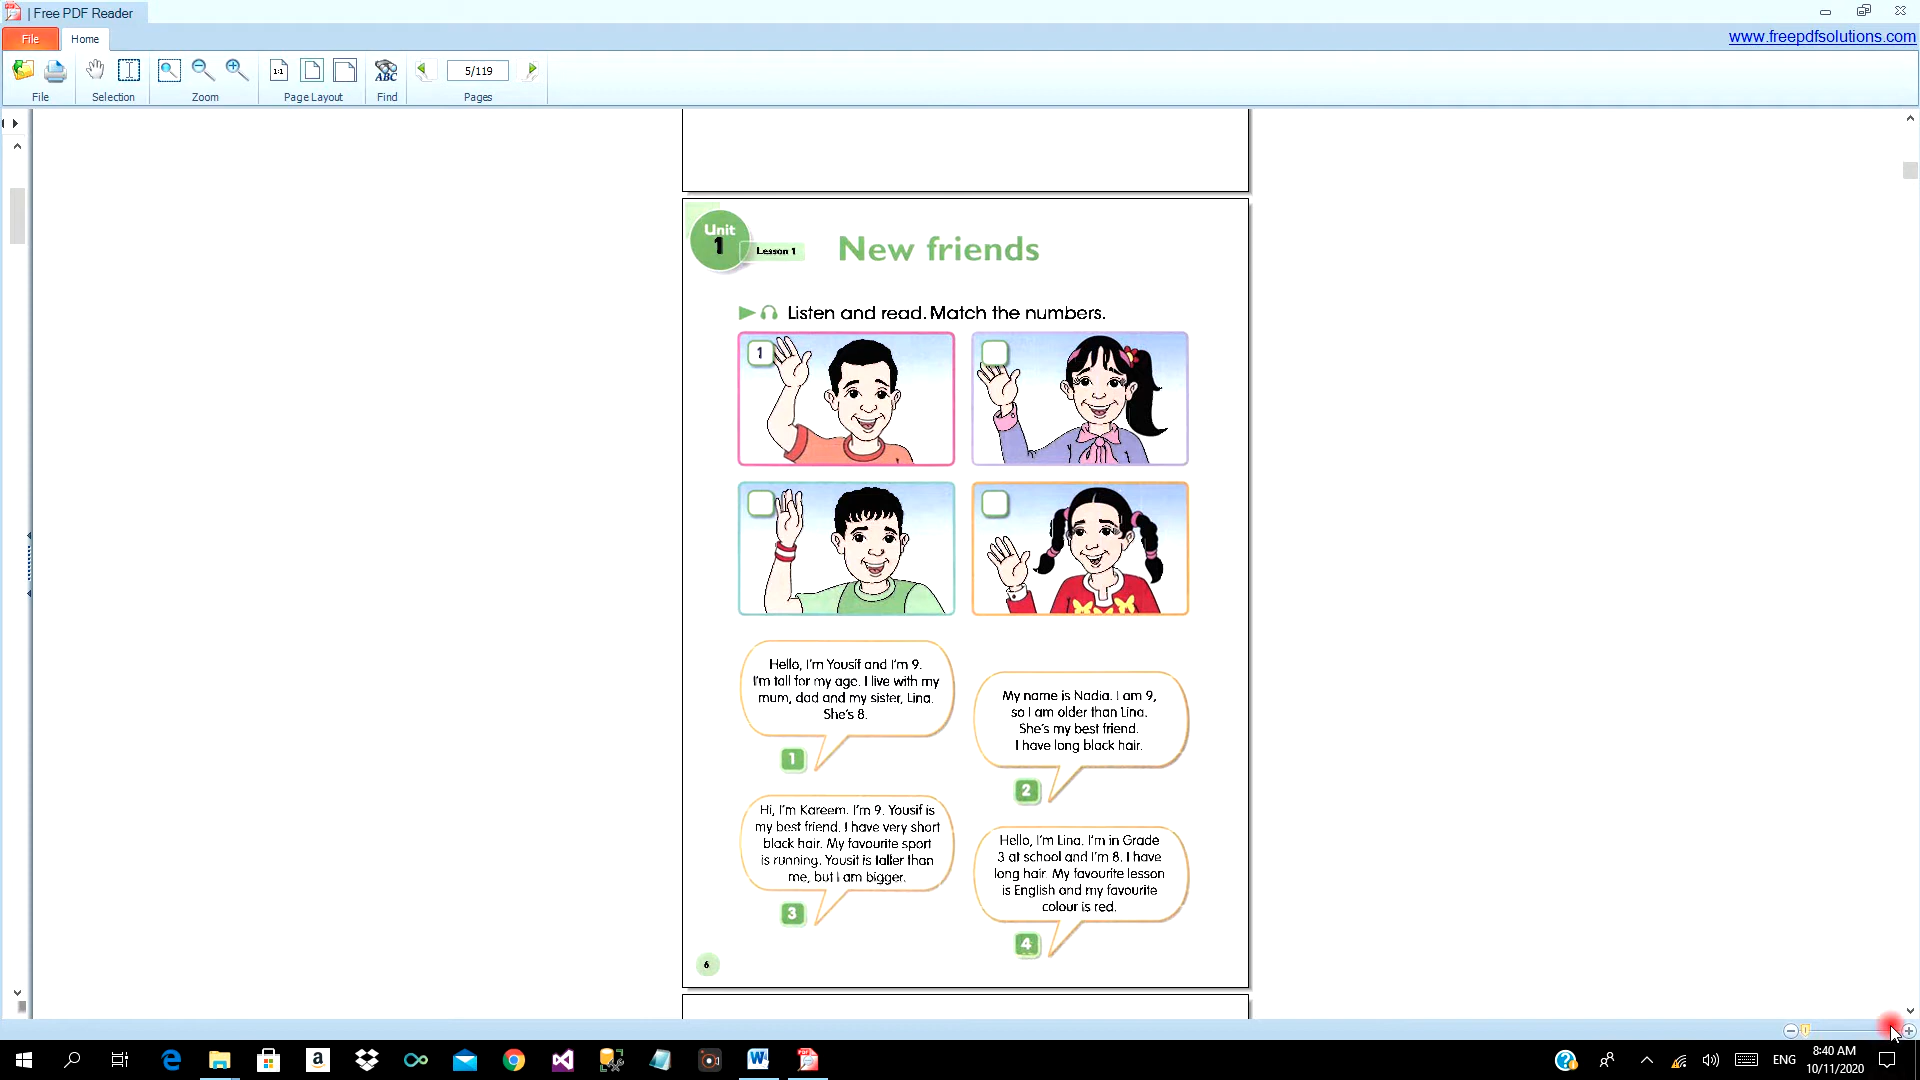 | Free PDF Reader
File
Home
www.freepdfsolutions.com
1:1
ABC
5/119
File
Selection
Zoom
Page Layout
Find
Pages
Unit
1
Lesson 1
New friends
Listen and read. Match the numbers.
1
Hello, I'm Yousif and I'm 9.
I'm tall for my age. I live with my
mum, dad and my sister, Lina.
She's 8.
1
My name is Nadia. I am 9,
so I am older than Lina.
She's my best friend.
I have long black hair.
2
Hi, I'm Kareem. I'm 9. Yousif is
my best friend. I have very short
black hair. My favourite sport
is running. Yousif is taller than
me, but I am bigger.
3
Hello, I'm Lina. I'm in Grade
3 at school and I'm 8. I have
long hair. My favourite lesson
is English and my favourite
colour is red.
4
6
ENG
8:40 AM
10/11/2020